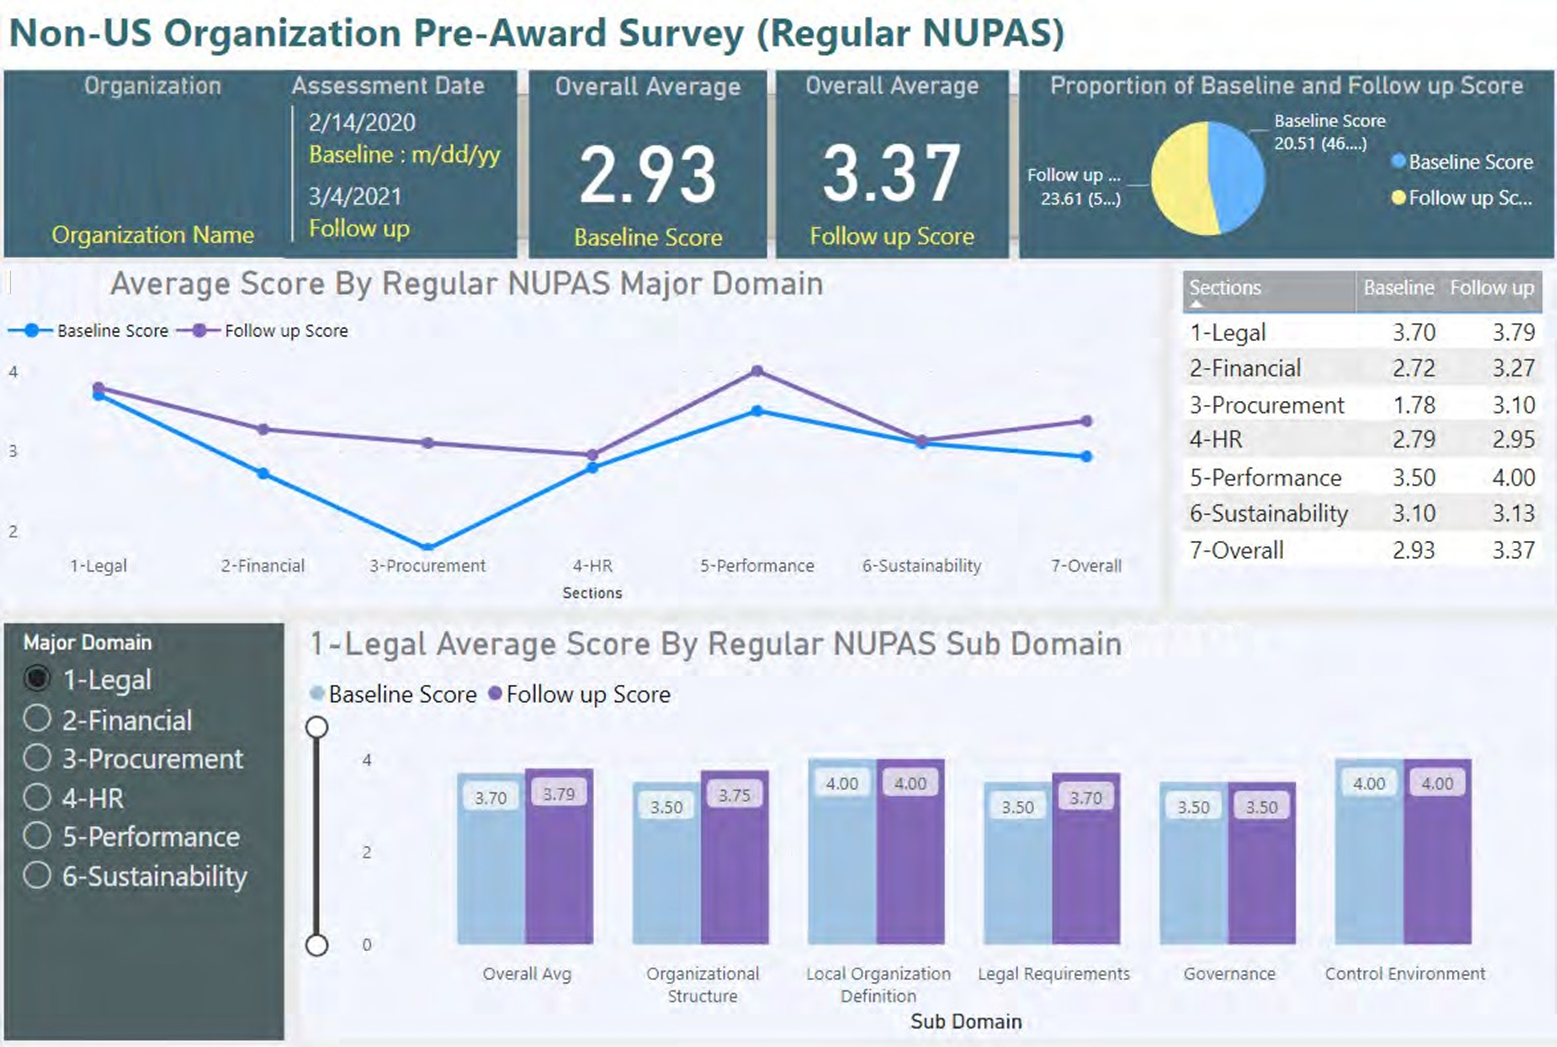 Non-US Organization Pre-Award Survey (Regular NUPAS)
Organization
Organization Name
Assessment Date
2/14/2020
Baseline : m/dd/yy
3/4/2021
Follow up
Overall Average
2.93
Baseline Score
Overall Average
3.37
Follow up Score
Proportion of Baseline and Follow up Score
Baseline Score
20.51 (46....)
Follow up ...
23.61 (5...)
Baseline Score
Follow up Sc...
Average Score By Regular NUPAS Major Domain
Baseline Score Follow up Score
4
3
2
1-Legal 2-Financial 3-Procurement 4-HR 5-Performance 6-Sustainability 7-Overall
Sections
Sections Baseline Follow up
1-Legal 3.70 3.79
2-Financial 2.72 3.27
3-Procurement 1.78 3.10
4-HR 2.79 2.95
5-Performance 3.50 4.00
6-Sustainability 3.10 3.13
7-Overall 2.93 3.37
Major Domain
1-Legal
2-Financial
3-Procurement
4-HR
5-Performance
6-Sustainability
1-Legal Average Score By Regular NUPAS Sub Domain
Baseline Score Follow up Score
4
2
0
3.70 3.79 3.50 3.75 4.00 4.00 3.50 3.70 3.50 3.50 4.00 4.00
Overall Avg
Organizational
Structure
Local Organization
Definition
Legal Requirements
Governance
Control Environment
Sub Domain